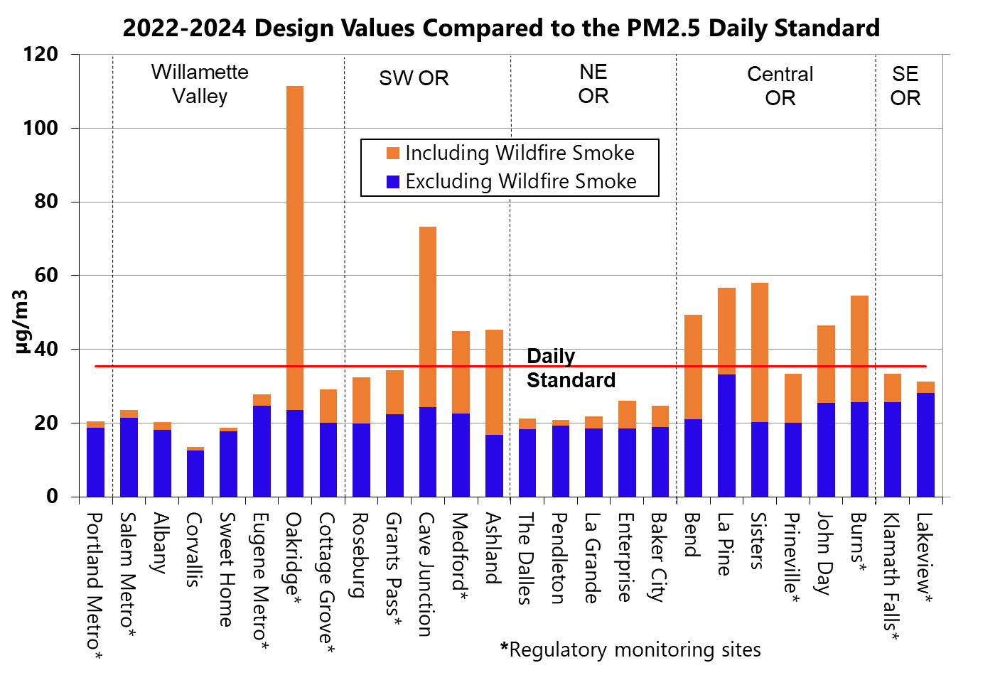 2022-2024 Design Values Compared to the PM2.5 Daily Standard
120
100
80
60
40
20
0
µg/m3
Willamette
Valley
SW OR
NE
OR
Central
OR
SE
OR
Including Wildfire Smoke
Excluding Wildfire Smoke
Daily
Standard
Portland Metro*
Salem Metro*
Albany
Corvallis
Sweet Home
Eugene Metro*
Oakridge*
Cottage Grove*
Roseburg
Grants Pass*
Cave Junction
Medford*
Ashland
The Dalles
Pendleton
La Grande
Enterprise
Baker City
Bend
La Pine
Sisters
Prineville*
John Day
Burns*
Klamath Falls*
Lakeview*
*Regulatory monitoring sites